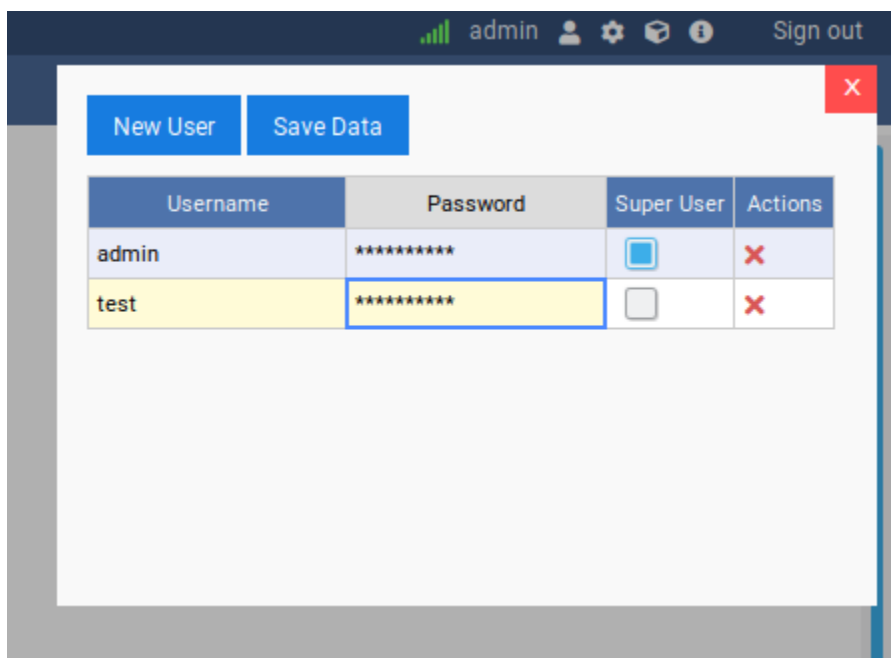 admin Sign out
X
New User Save Data
Username Password Super User Actions
admin **********
test **********